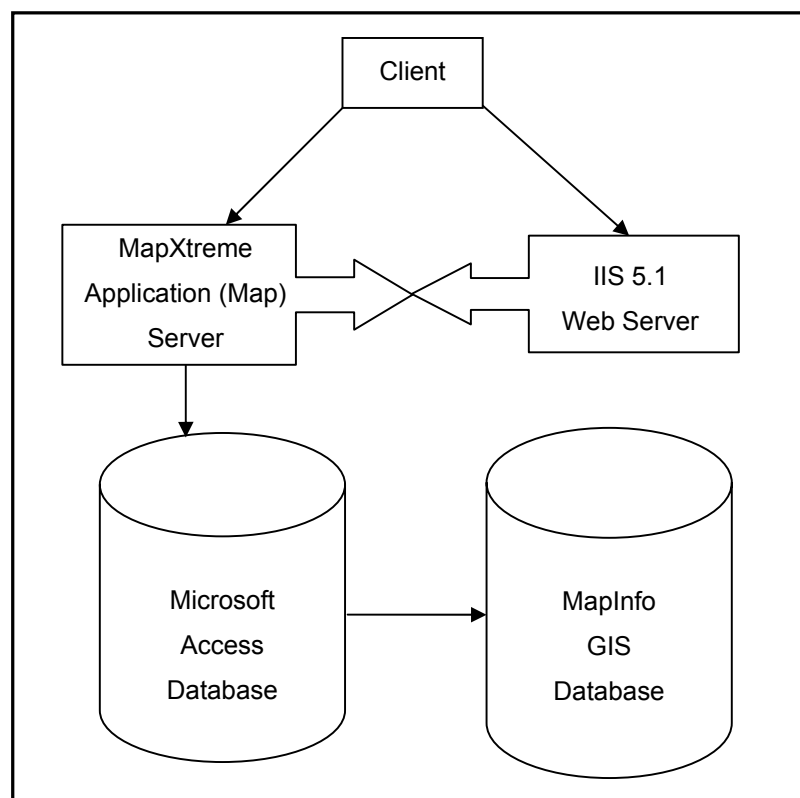 Client
MapXtreme
Application (Map)
Server
IIS 5.1
Web Server
Microsoft
Access
Database
MapInfo
GIS
Database